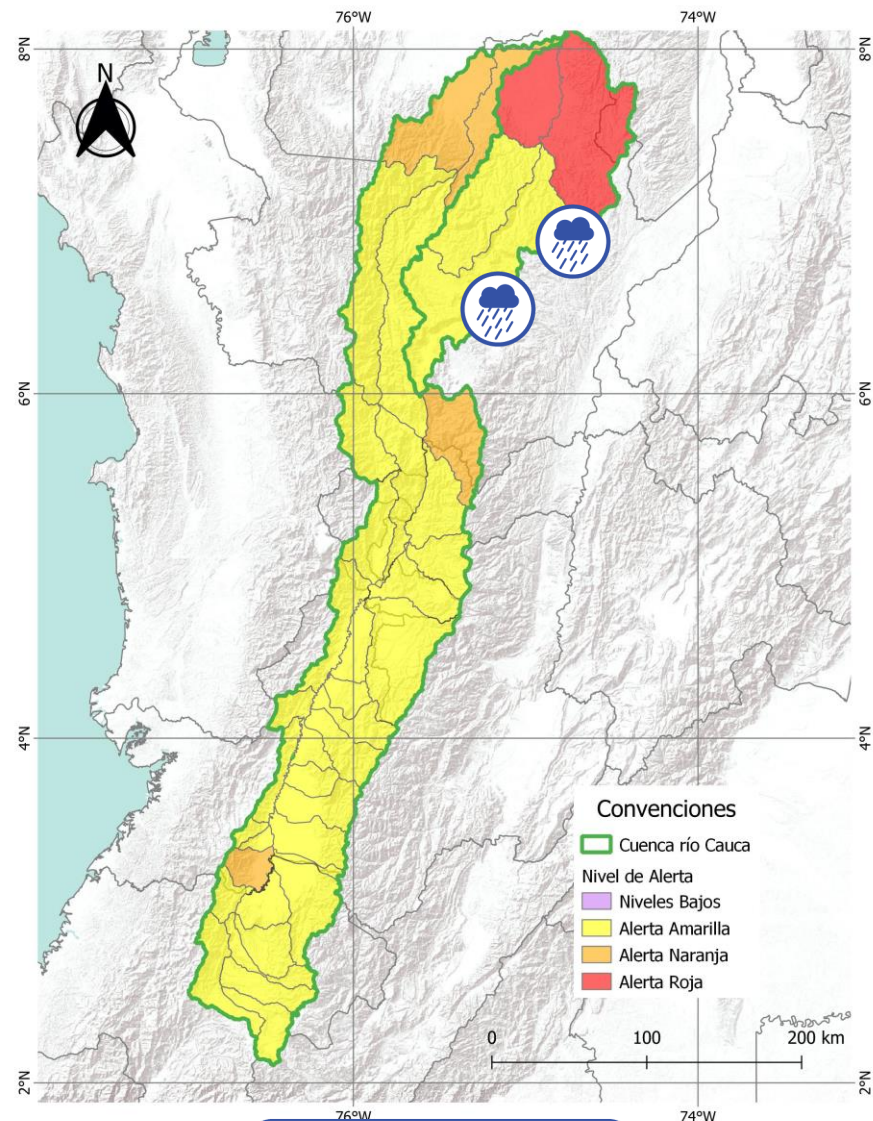 76°W 74°W
8°N 8°N
N
6°N 6°N
4°N 4°N
Convenciones
Cuenca río Cauca
Nivel de Alerta
Niveles Bajos
Alerta Amarilla
Alerta Naranja
Alerta Roja
0 100 200 km
2°N 2°N
76°W 74°W